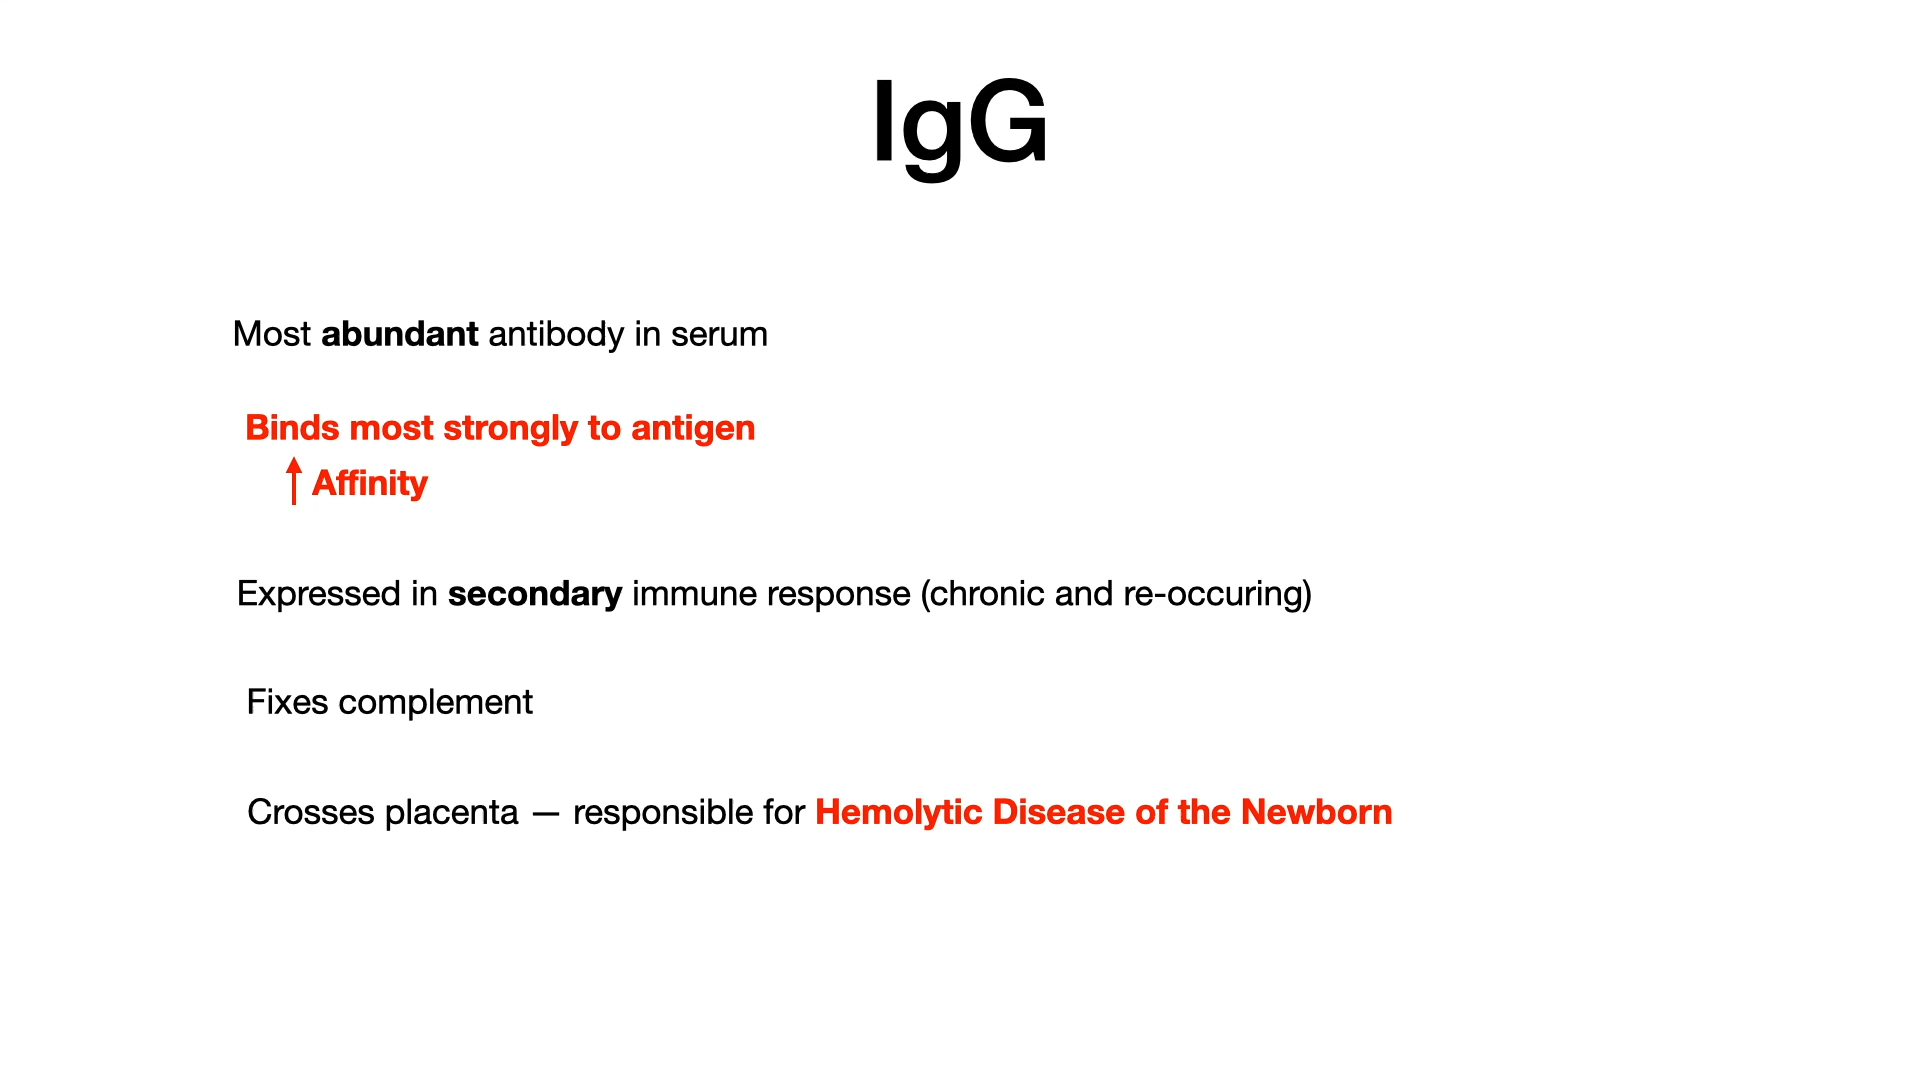 IgG
Most abundant antibody in serum
Binds most strongly to antigen
Affinity
Expressed in secondary immune response (chronic and re-occuring)
Fixes complement
Crosses placenta — responsible for Hemolytic Disease of the Newborn